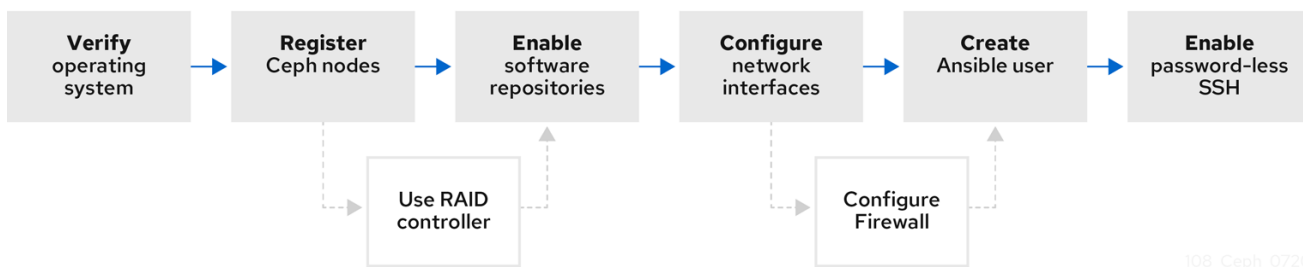 Verify
operating
system
Register
Ceph nodes
Enable
software
repositories
Configure
network
interfaces
Create
Ansible user
Enable
password-less
SSH
Use RAID
controller
Configure
Firewall
108_Ceph_0720